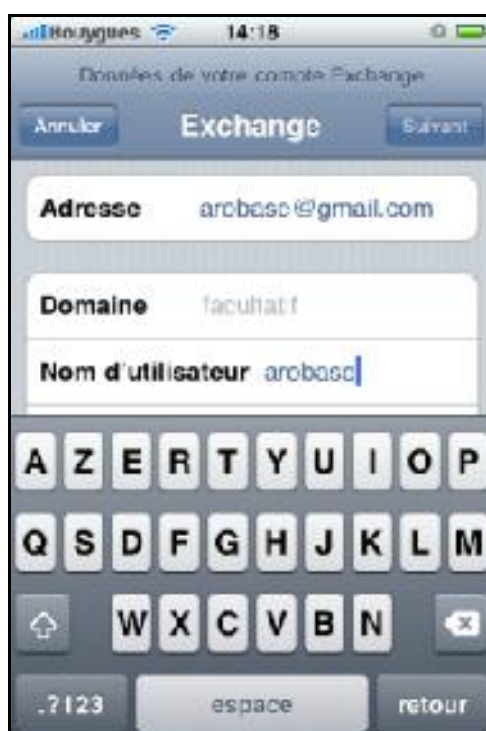 Bouygues 14:18
Données de votre compte Exchange
Annuler Exchange Suivant
Adresse arobase@gmail.com
Domaine facultatif
Nom d'utilisateur arobase
A Z E R T Y U I O P
Q S D F G H J K L M
W X C V B N
.?123 espace retour